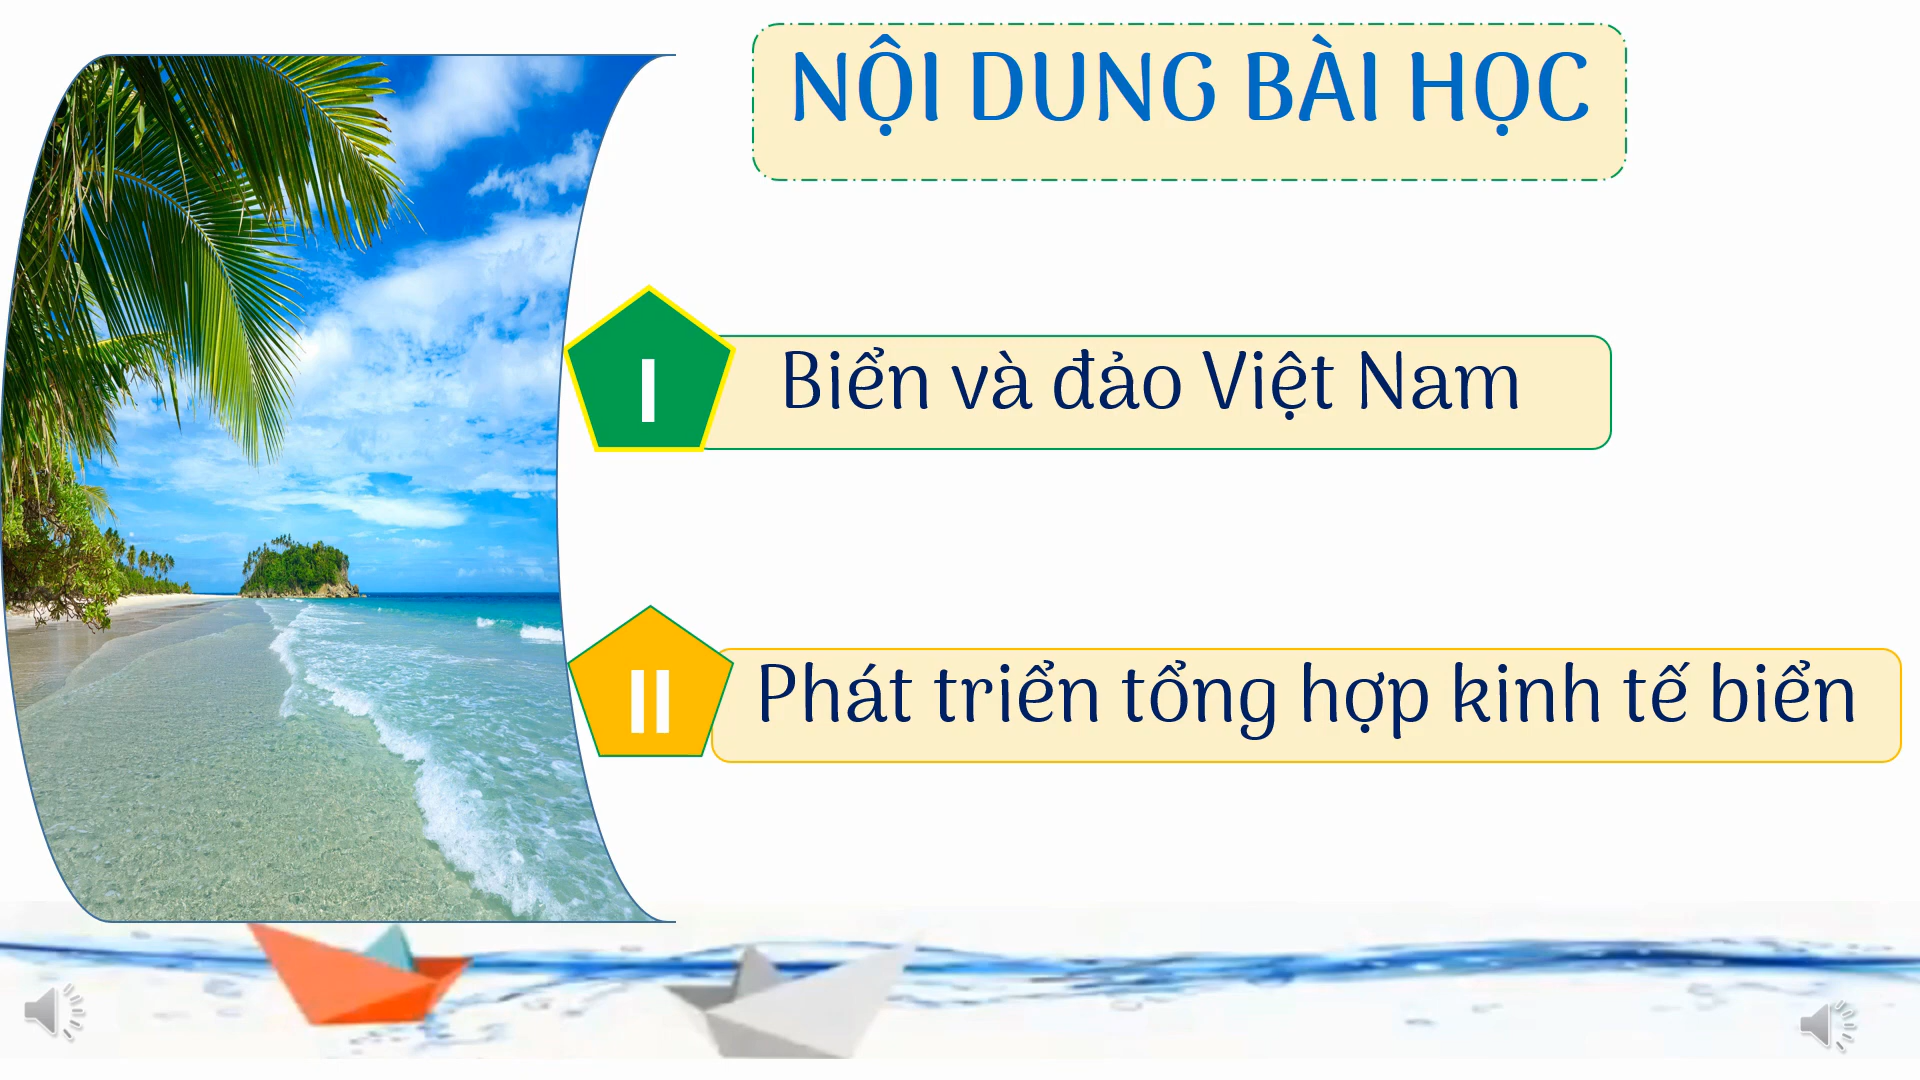 NỘI DUNG BÀI HỌC
I
Biển và đảo Việt Nam
II
Phát triển tổng hợp kinh tế biển